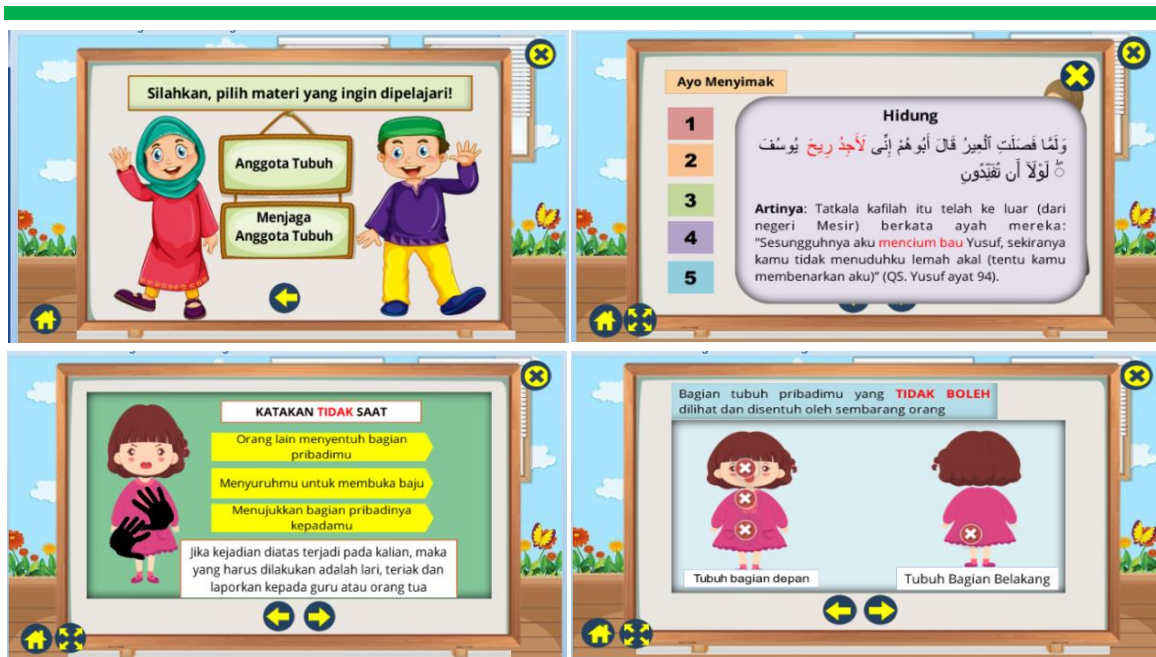 Silahkan, pilih materi yang ingin dipelajari!
Anggota Tubuh
Menjaga
Anggota Tubuh
Ayo Menyimak
1
2
3
4
5
Hidung
وَلَمَّا فَصَلَتِ ٱلْعِيرُ قَالَ أَبُوهُمْ إِنِّى لَأَجِدُ رِيحَ يُوسُفَ
ۖ لَوْلَآ أَن تُفَنِّدُونِ
Artinya: Tatkala kafilah itu telah ke luar (dari
negeri Mesir) berkata ayah mereka:
"Sesungguhnya aku mencium bau Yusuf, sekiranya
kamu tidak menuduhku lemah akal (tentu kamu
membenarkan aku)" (QS. Yusuf ayat 94).
KATAKAN TIDAK SAAT
Orang lain menyentuh bagian
pribadimu
Menyuruhmu untuk membuka baju
Menujukkan bagian pribadinya
kepadamu
Jika kejadian diatas terjadi pada kalian, maka
yang harus dilakukan adalah lari, teriak dan
laporkan kepada guru atau orang tua
Bagian tubuh pribadimu yang TIDAK BOLEH
dilihat dan disentuh oleh sembarang orang
Tubuh bagian depan
Tubuh Bagian Belakang